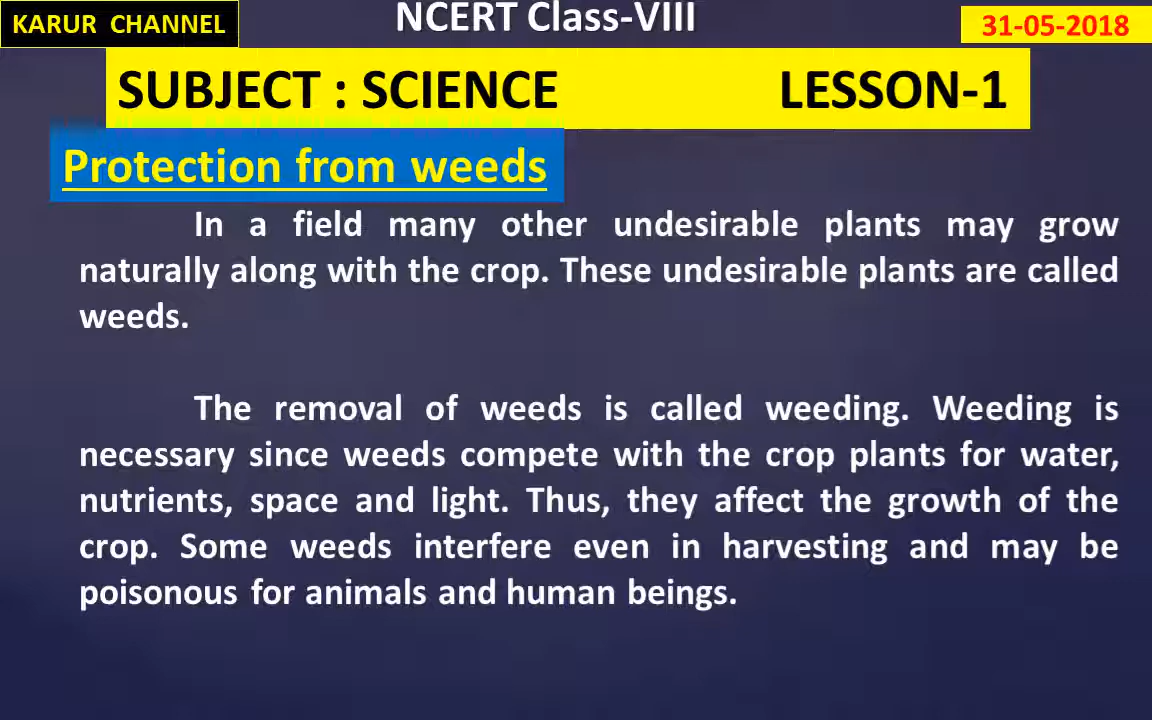 KARUR CHANNEL
NCERT Class-VIII
31-05-2018
SUBJECT : SCIENCE LESSON-1
Protection from weeds
In a field many other undesirable plants may grow
naturally along with the crop. These undesirable plants are called
weeds.
The removal of weeds is called weeding. Weeding is
necessary since weeds compete with the crop plants for water,
nutrients, space and light. Thus, they affect the growth of the
crop. Some weeds interfere even in harvesting and may be
poisonous for animals and human beings.